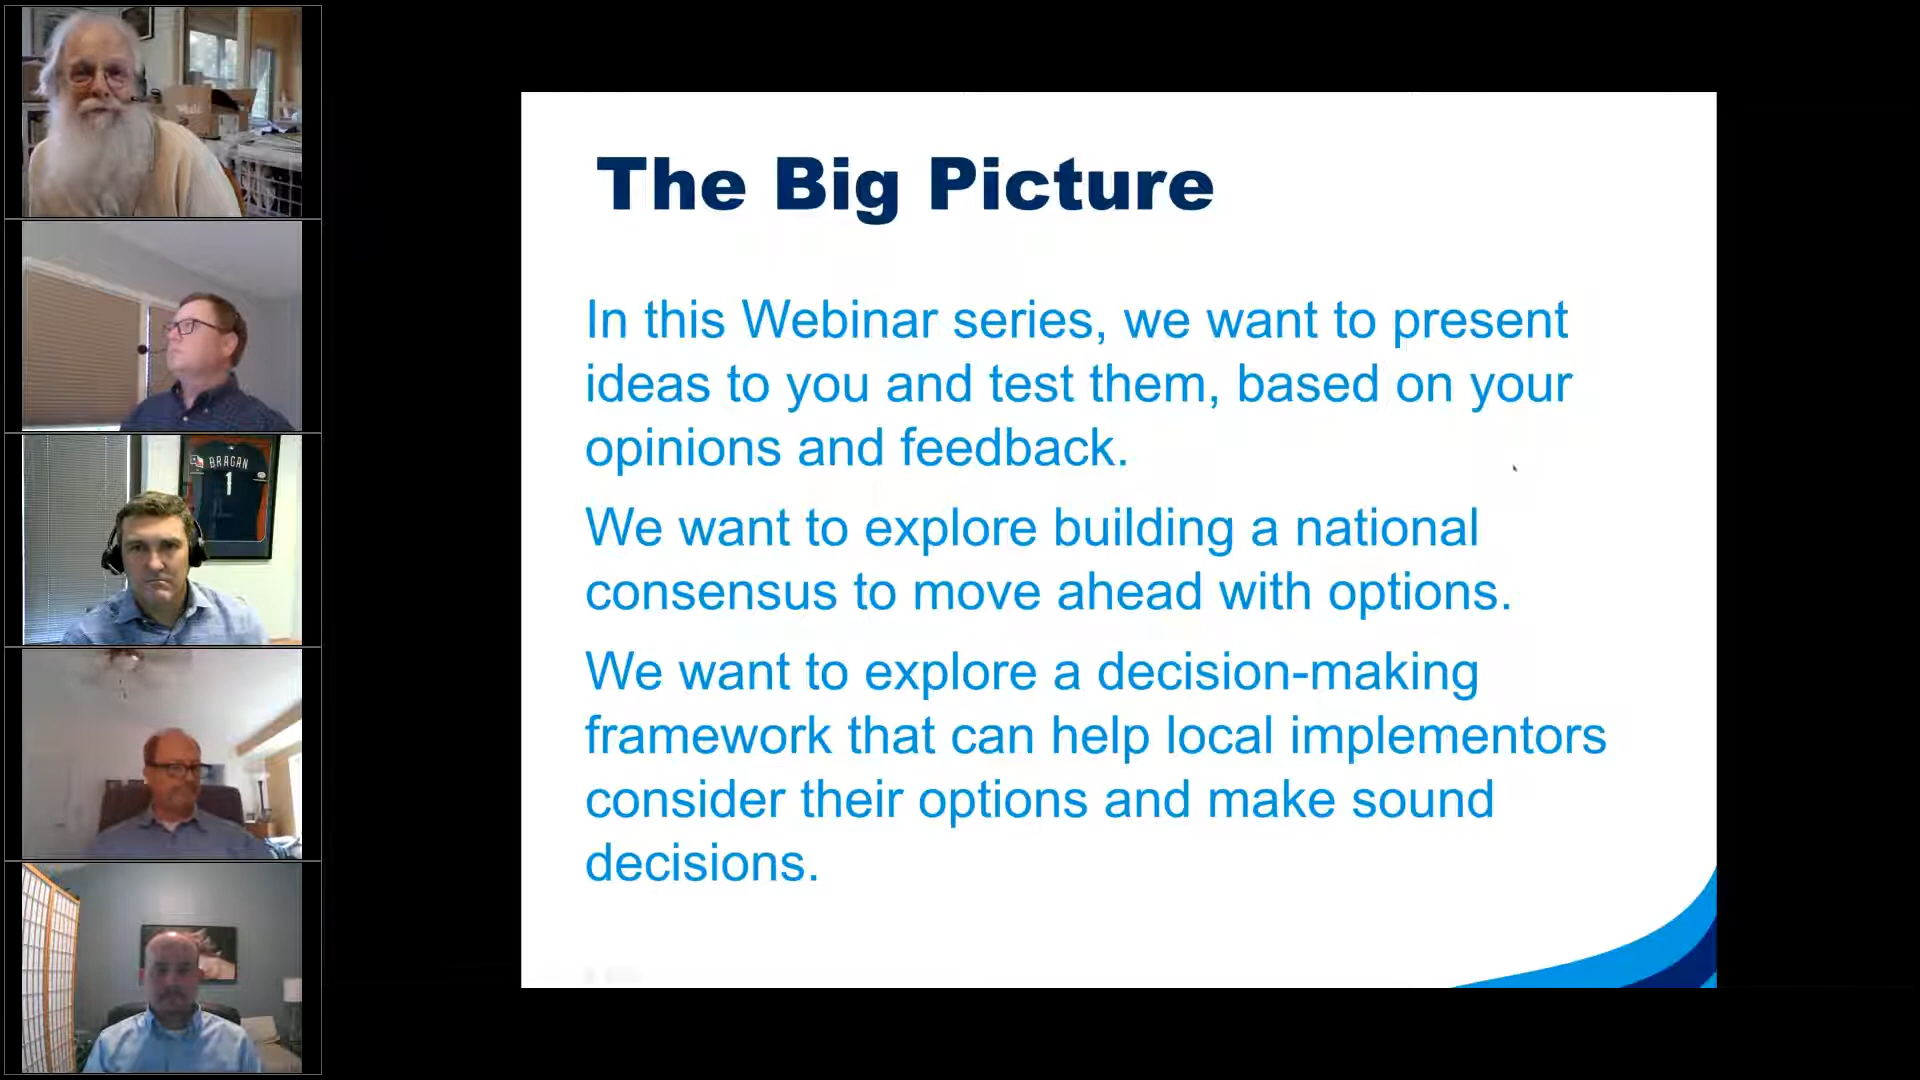 BRAGAN
1
The Big Picture
In this Webinar series, we want to present
ideas to you and test them, based on your
opinions and feedback.
We want to explore building a national
consensus to move ahead with options.
We want to explore a decision-making
framework that can help local implementors
consider their options and make sound
decisions.